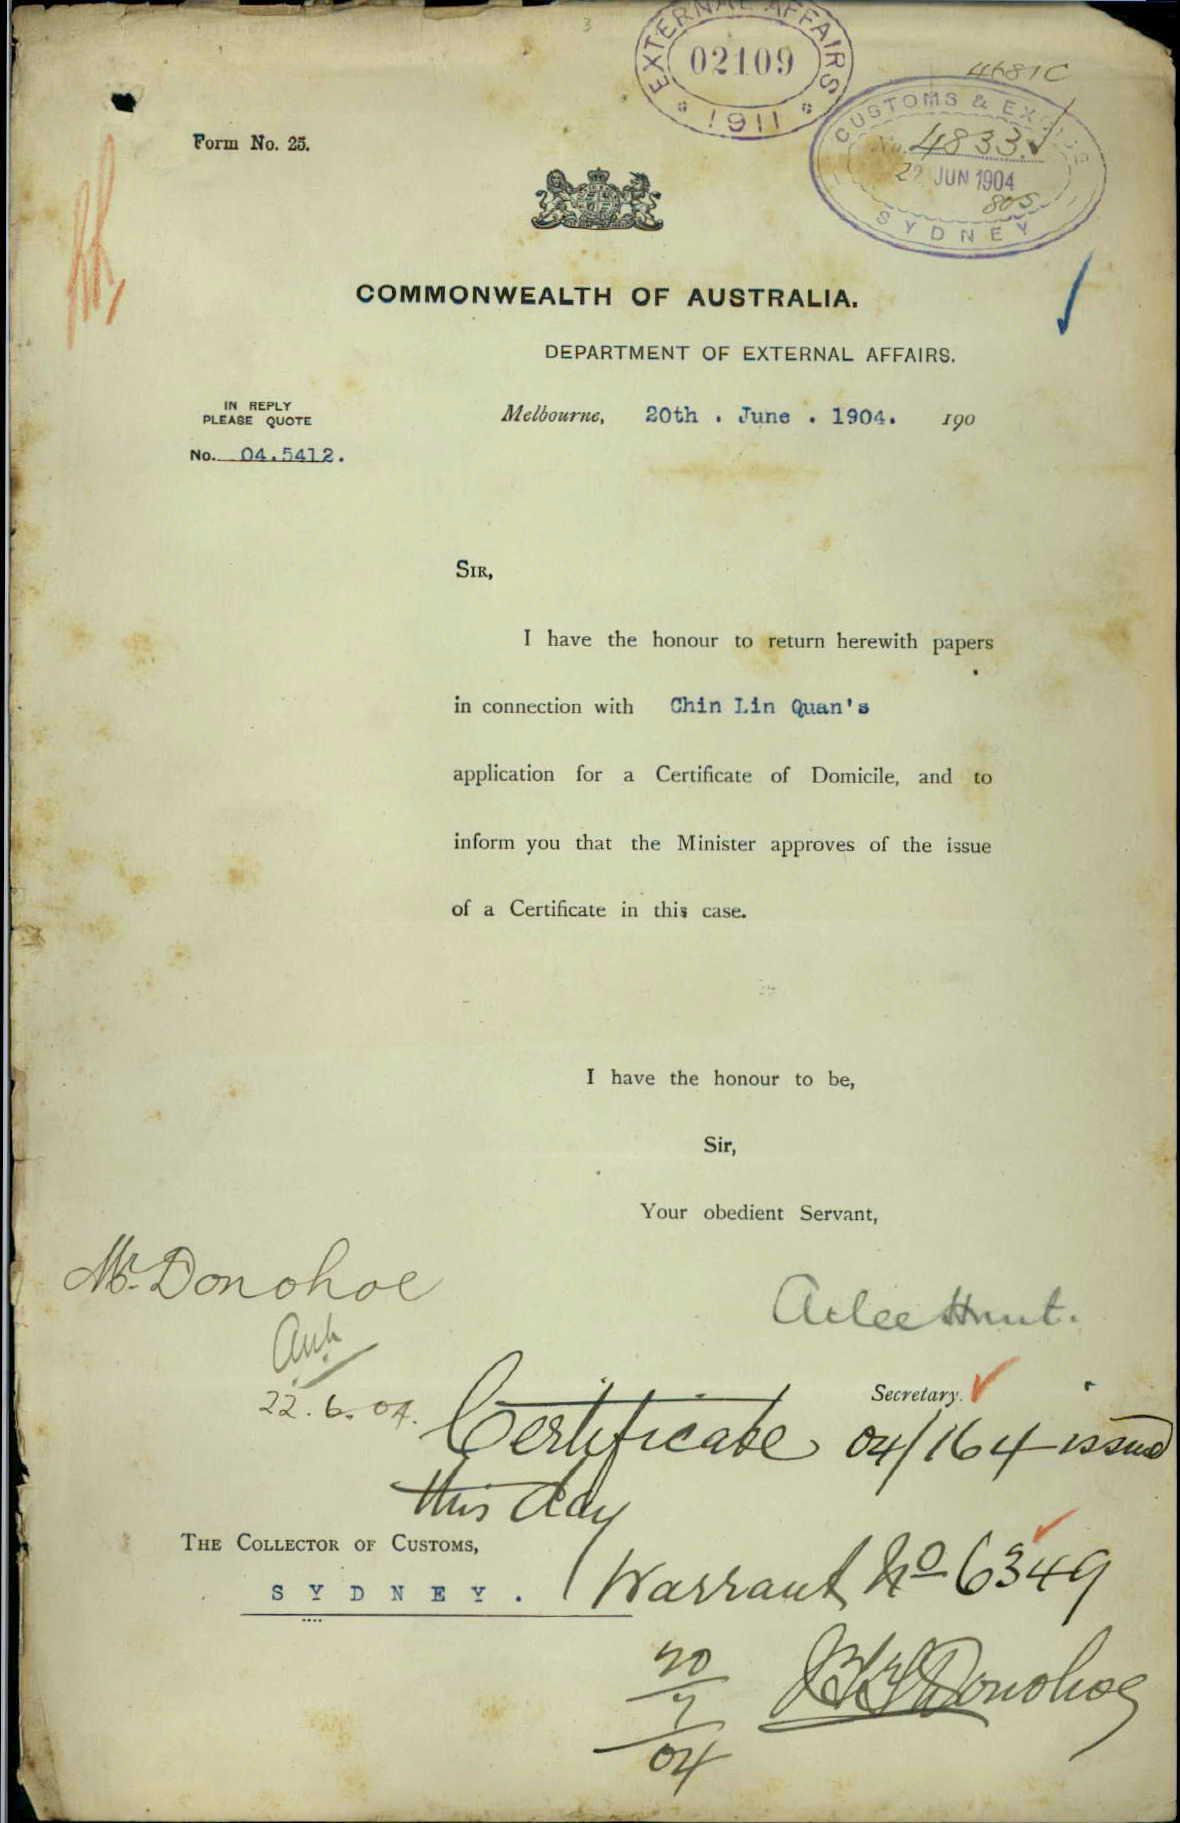 3
EXTERNAL AFFAIRS
02109
1911
4681C
CUSTOMS & EXCISE
No. 4833.
22 JUN 1904
805
SYDNEY
Form No. 25.
COMMONWEALTH OF AUSTRALIA.
DEPARTMENT OF EXTERNAL AFFAIRS.
IN REPLY
PLEASE QUOTE
No. 04.5412.
Melbourne, 20th . June . 1904. 190
SIR,
I have the honour to return herewith papers
in connection with Chin Lin Quan's
application for a Certificate of Domicile, and to
inform you that the Minister approves of the issue
of a Certificate in this case.
I have the honour to be,
Sir,
Your obedient Servant,
Mr. Donohoe
Atlee Hunt.
22.6.04.
Secretary.
Certificate 04/164 issued
this day
THE COLLECTOR OF CUSTOMS,
SYDNEY.
Warrant No 6349
20
7
04
Donohoe